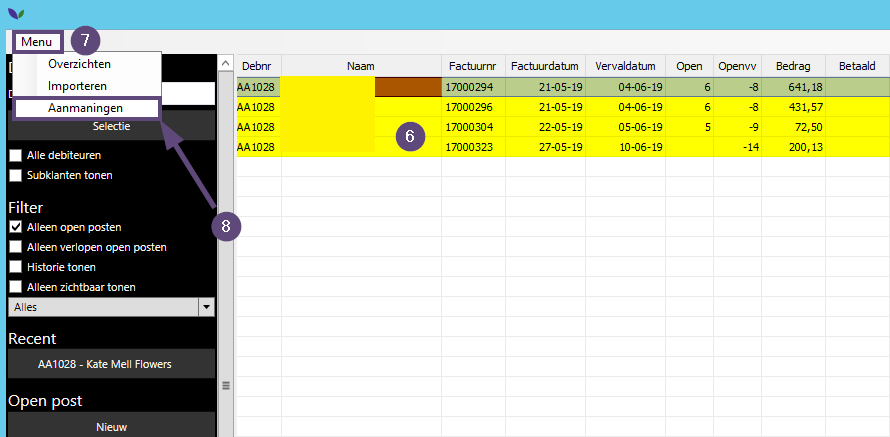 Menu 7
Overzichten
Importeren
Aanmaningen
Selectie
Alle debiteuren
Subklanten tonen
Filter
8
Alleen open posten
Alleen verlopen open posten
Historie tonen
Alleen zichtbaar tonen
Alles
Recent
AA1028 - Kate Mell Flowers
Open post
Nieuw
Debnr Naam Factuurnr Factuurdatum Vervaldatum Open Openvv Bedrag Betaald
AA1028 17000294 21-05-19 04-06-19 6 -8 641,18
AA1028 17000296 21-05-19 04-06-19 6 -8 431,57
AA1028 17000304 22-05-19 05-06-19 5 -9 72,50
6
AA1028 17000323 27-05-19 10-06-19 -14 200,13